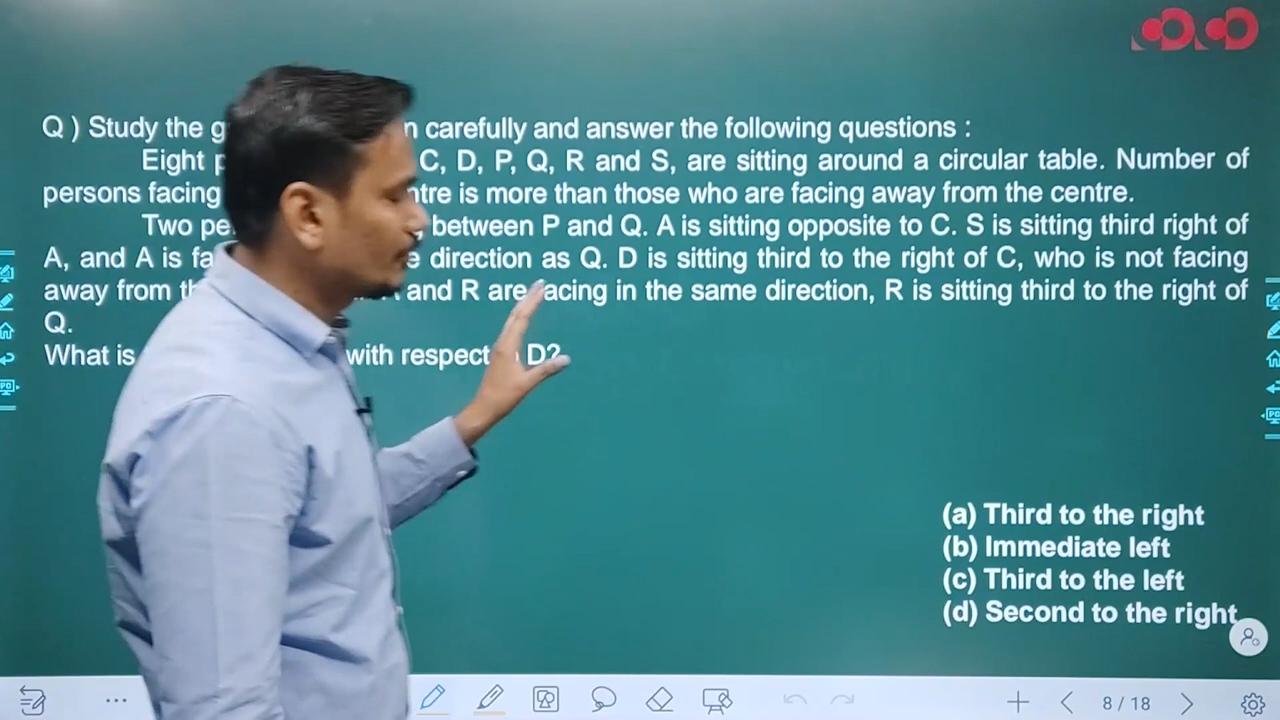 Q ) Study the g n carefully and answer the following questions :
Eight p C, D, P, Q, R and S, are sitting around a circular table. Number of
persons facing ntre is more than those who are facing away from the centre.
Two pe between P and Q. A is sitting opposite to C. S is sitting third right of
A, and A is fa e direction as Q. D is sitting third to the right of C, who is not facing
away from th and R are facing in the same direction, R is sitting third to the right of
Q.
What is with respect D?
(a) Third to the right
(b) Immediate left
(c) Third to the left
(d) Second to the right
8 / 18